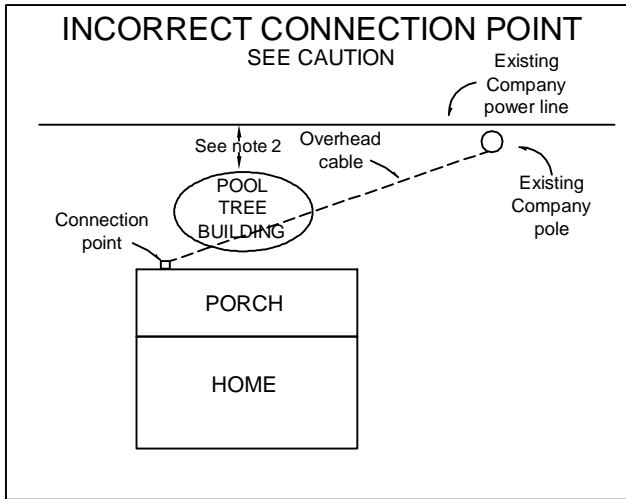 INCORRECT CONNECTION POINT
SEE CAUTION
Existing
Company
power line
See note 2
Overhead
cable
POOL
TREE
BUILDING
Existing
Company
pole
Connection
point
PORCH
HOME